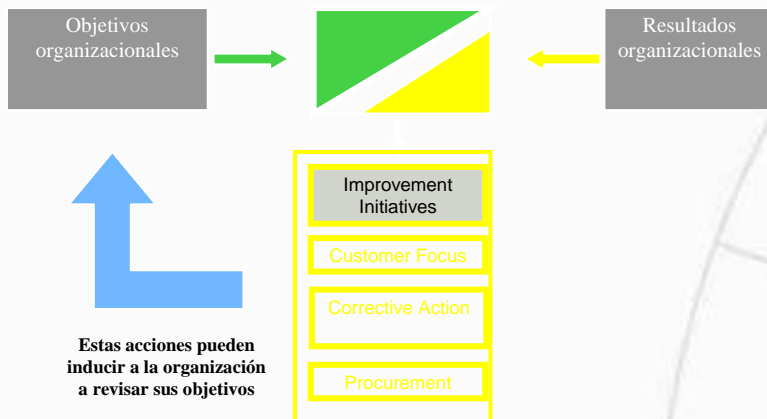 Objetivos
organizacionales
Resultados
organizacionales
Improvement
Initiatives
Customer Focus
Corrective Action
Procurement
Estas acciones pueden
inducir a la organización
a revisar sus objetivos